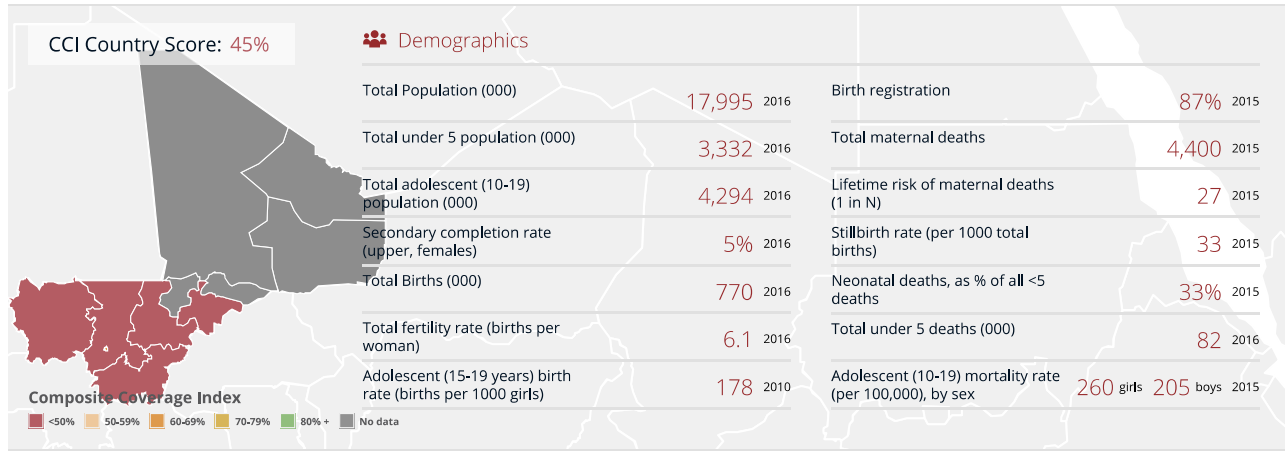 CCI Country Score: 45%
Demographics
Total Population (000) 17,995 2016
Total under 5 population (000) 3,332 2016
Total adolescent (10-19)
population (000) 4,294 2016
Secondary completion rate
(upper, females) 5% 2016
Total Births (000) 770 2016
Total fertility rate (births per
woman) 6.1 2016
Adolescent (15-19 years) birth
rate (births per 1000 girls) 178 2010
Birth registration 87% 2015
Total maternal deaths 4,400 2015
Lifetime risk of maternal deaths
(1 in N) 27 2015
Stillbirth rate (per 1000 total
births) 33 2015
Neonatal deaths, as % of all <5
deaths 33% 2015
Total under 5 deaths (000) 82 2016
Adolescent (10-19) mortality rate
(per 100,000), by sex 260 girls 205 boys 2015
Composite Coverage Index
<50% 50-59% 60-69% 70-79% 80% + No data